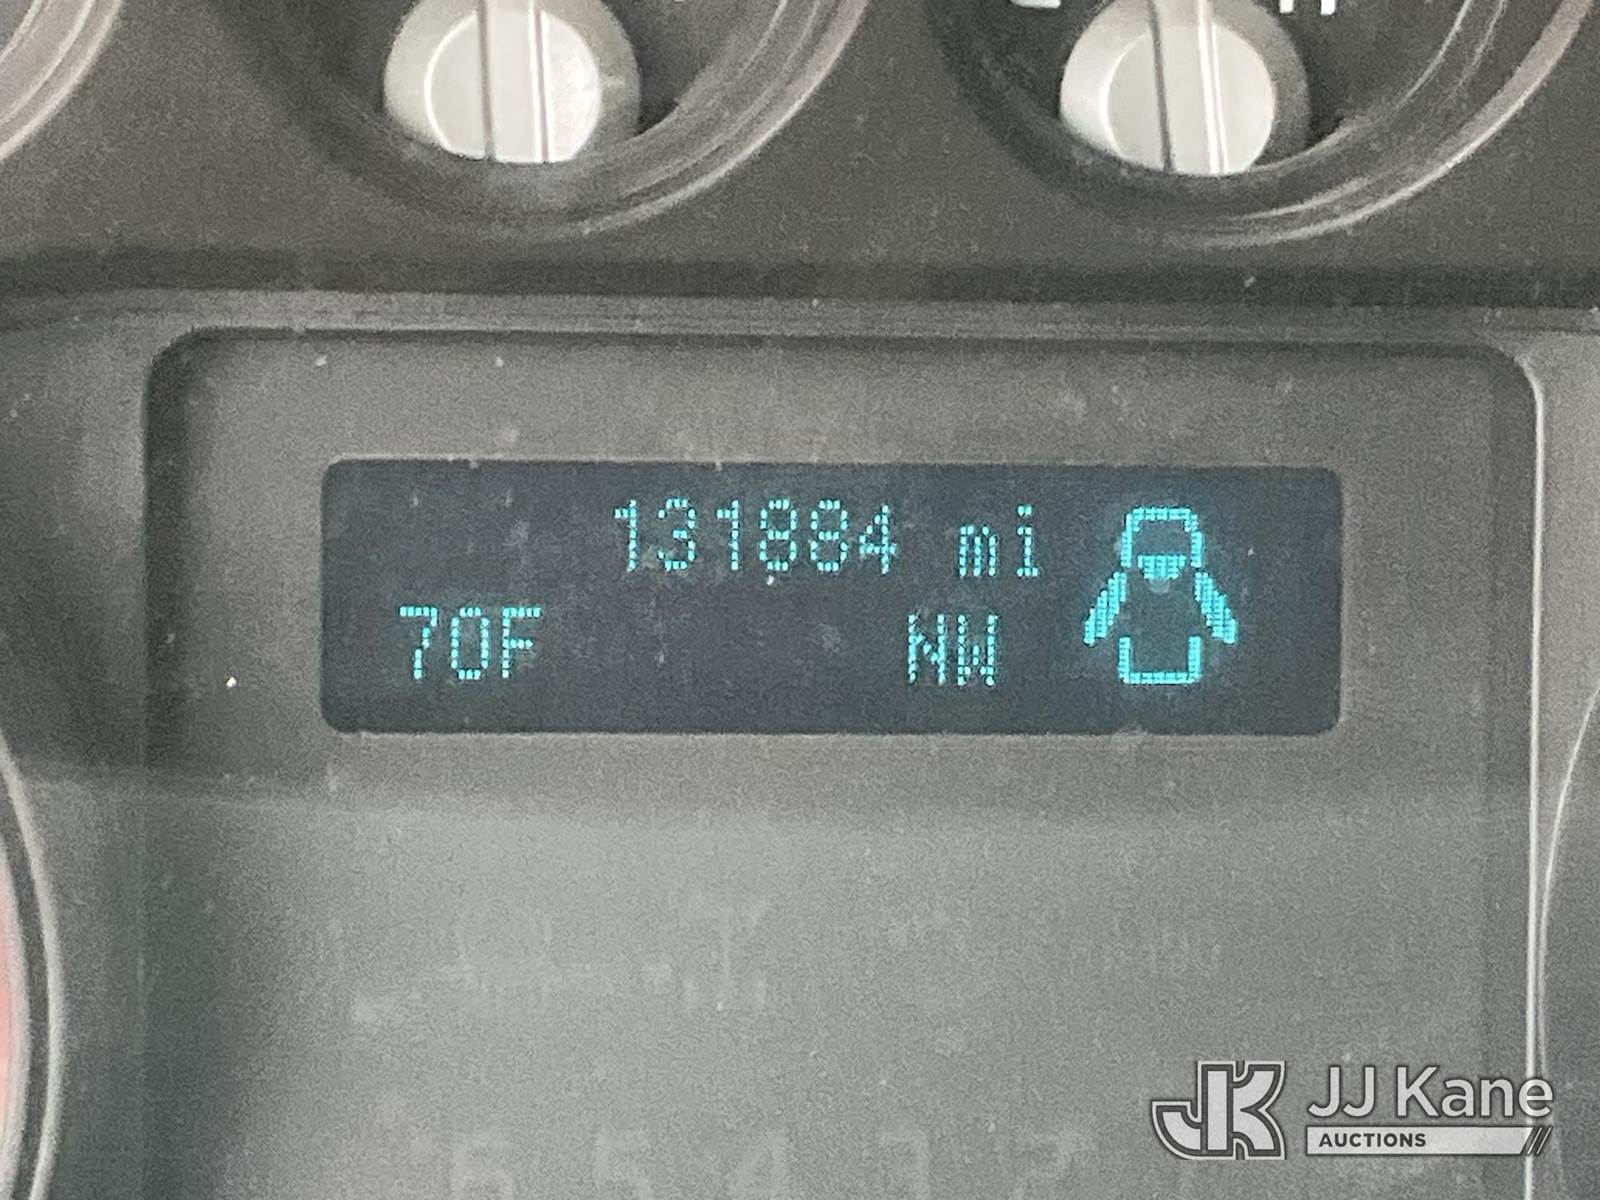 131884 mi
70F NW
JJ Kane
AUCTIONS